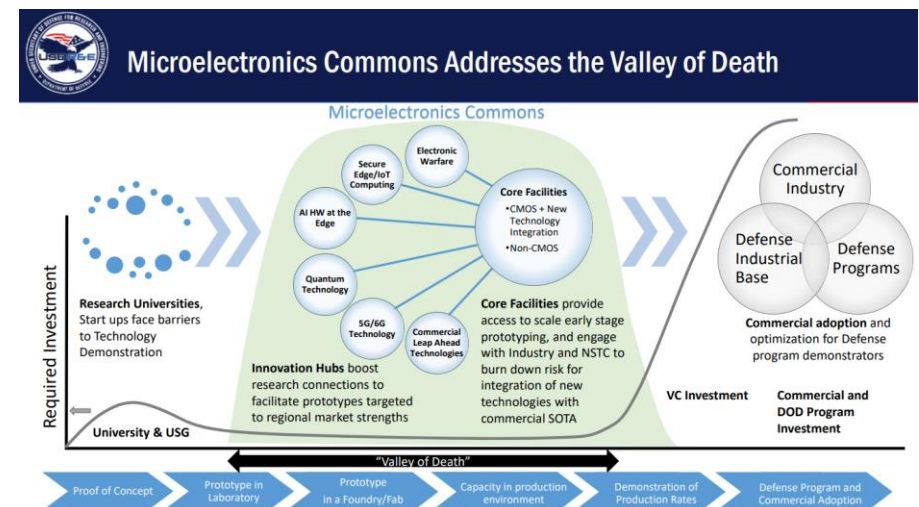 Microelectronics Commons Addresses the Valley of Death
Microelectronics Commons
Electronic
Warfare
Secure
Edge/IoT
Computing
AI HW at the
Edge
Quantum
Technology
5G/6G
Technology
Commercial
Leap Ahead
Technologies
Core Facilities
•CMOS + New
Technology
Integration
•Non-CMOS
Commercial
Industry
Defense
Industrial
Base
Defense
Programs
Required Investment
Research Universities,
Start ups face barriers
to Technology
Demonstration
Innovation Hubs boost
research connections to
facilitate prototypes targeted
to regional market strengths
Core Facilities provide
access to scale early stage
prototyping, and engage
with Industry and NSTC to
burn down risk for
integration of new
technologies with
commercial SOTA
Commercial adoption and
optimization for Defense
program demonstrators
University & USG
VC Investment
Commercial and
DOD Program
Investment
"Valley of Death"
Proof of Concept
Prototype in
Laboratory
Prototype
in a Foundry/Fab
Capacity in production
environment
Demonstration of
Production Rates
Defense Program and
Commercial Adoption